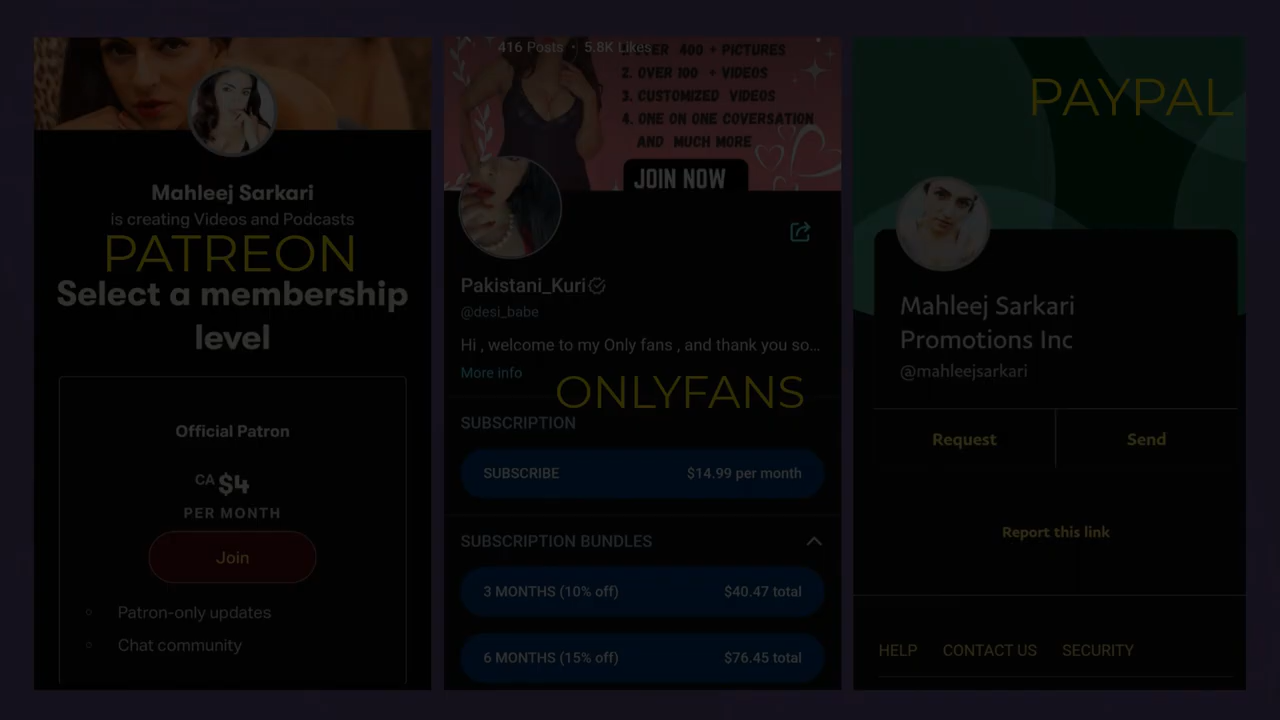 Mahleej Sarkari
is creating Videos and Podcasts
PATREON
Select a membership
level
Official Patron
CA $4
PER MONTH
Join
Patron-only updates
Chat community
416 Posts · 5.8K Likes
1. OVER 400 + PICTURES
2. OVER 100 + VIDEOS
3. CUSTOMIZED VIDEOS
4. ONE ON ONE COVERSATION
AND MUCH MORE
JOIN NOW
Pakistani_Kuri
@desi_babe
Hi , welcome to my Only fans , and thank you so...
More info
ONLYFANS
SUBSCRIPTION
SUBSCRIBE $14.99 per month
SUBSCRIPTION BUNDLES
3 MONTHS (10% off) $40.47 total
6 MONTHS (15% off) $76.45 total
PAYPAL
Mahleej Sarkari
Promotions Inc
@mahleejsarkari
Request Send
Report this link
HELP CONTACT US SECURITY